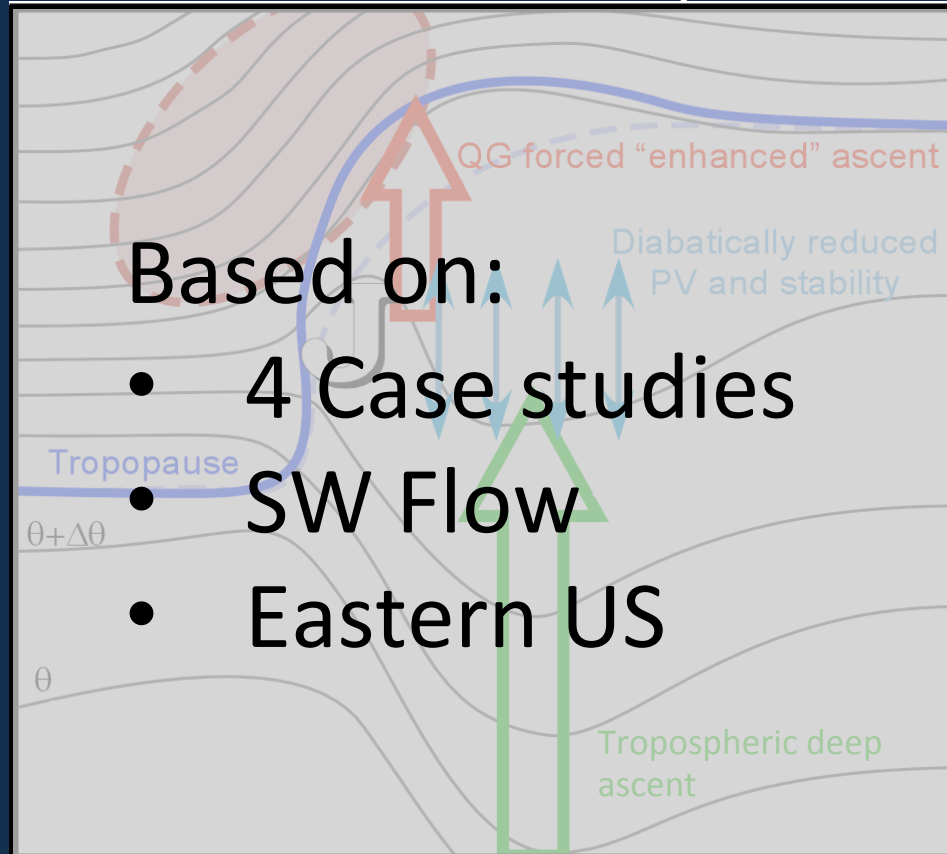 QG forced “enhanced” ascent
Diabatically reduced
PV and stability
Based on:
J
• 4 Case studies
Tropopause
• SW Flow
θ+Δθ
• Eastern US
θ
Tropospheric deep
ascent